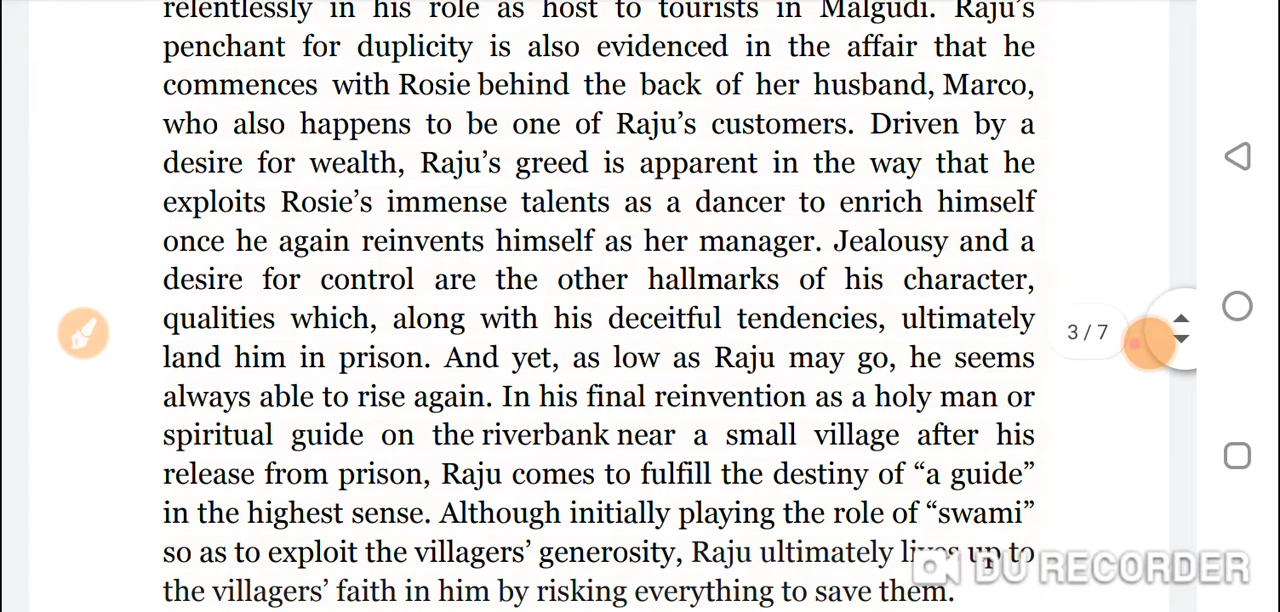 relentlessly in his role as host to tourists in Malgudi. Raju’s
penchant for duplicity is also evidenced in the affair that he
commences with Rosie behind the back of her husband, Marco,
who also happens to be one of Raju’s customers. Driven by a
desire for wealth, Raju’s greed is apparent in the way that he
exploits Rosie’s immense talents as a dancer to enrich himself
once he again reinvents himself as her manager. Jealousy and a
desire for control are the other hallmarks of his character,
qualities which, along with his deceitful tendencies, ultimately
land him in prison. And yet, as low as Raju may go, he seems
always able to rise again. In his final reinvention as a holy man or
spiritual guide on the riverbank near a small village after his
release from prison, Raju comes to fulfill the destiny of “a guide”
in the highest sense. Although initially playing the role of “swami”
so as to exploit the villagers’ generosity, Raju ultimately lives up to
the villagers’ faith in him by risking everything to save them.
3 / 7
DU RECORDER